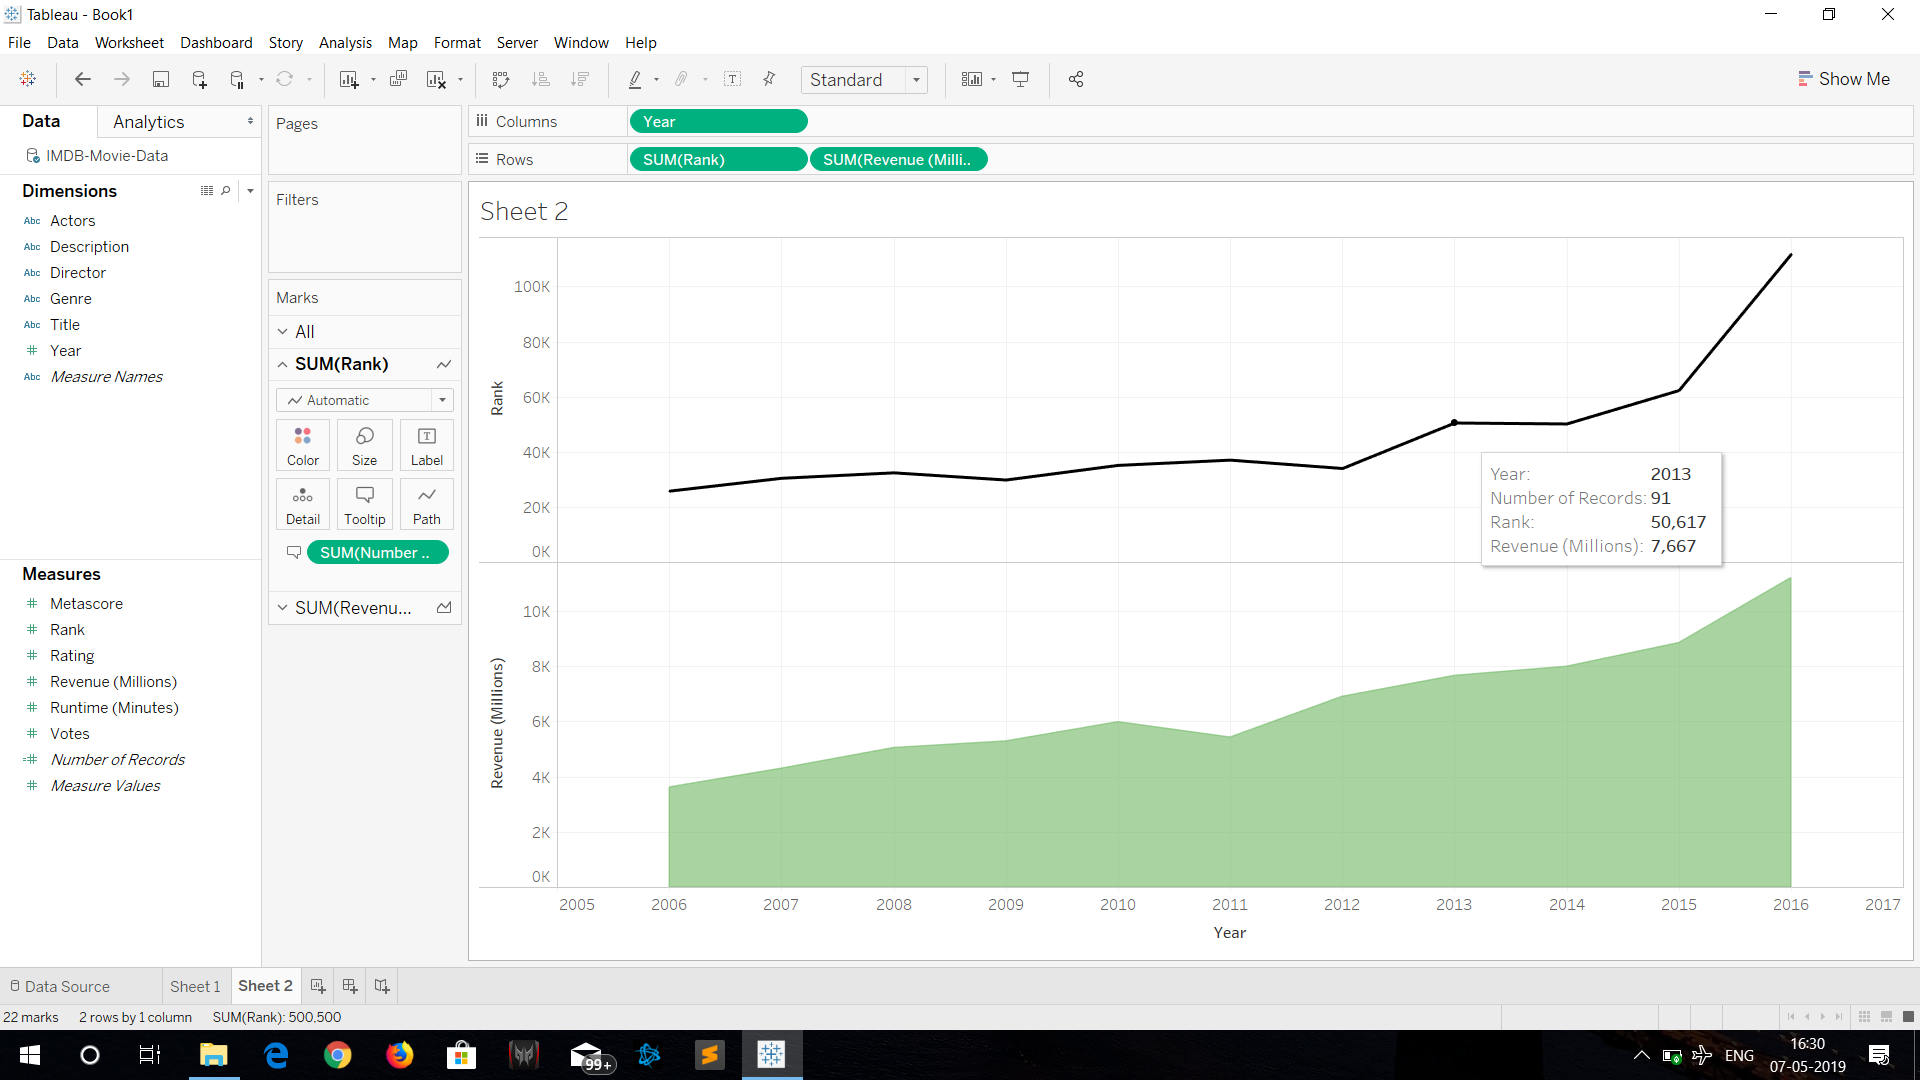 Tableau - Book1
File Data Worksheet Dashboard Story Analysis Map Format Server Window Help
Standard
Show Me
Data
Analytics
IMDB-Movie-Data
Dimensions
Abc Actors
Abc Description
Abc Director
Abc Genre
Abc Title
# Year
Abc Measure Names
Measures
# Metascore
# Rank
# Rating
# Revenue (Millions)
# Runtime (Minutes)
# Votes
=# Number of Records
# Measure Values
Pages
Filters
Marks
All
SUM(Rank)
Automatic
Color
Size
T
Label
Detail
Tooltip
Path
SUM(Number ..
SUM(Revenu...
Columns
Year
Rows
SUM(Rank)
SUM(Revenue (Milli..
Sheet 2
Rank
100K
80K
60K
40K
20K
0K
Year: 2013
Number of Records: 91
Rank: 50,617
Revenue (Millions): 7,667
Revenue (Millions)
10K
8K
6K
4K
2K
0K
2005 2006 2007 2008 2009 2010 2011 2012 2013 2014 2015 2016 2017
Year
Data Source
Sheet 1
Sheet 2
22 marks
2 rows by 1 column
SUM(Rank): 500,500
99+
ENG
16:30
07-05-2019